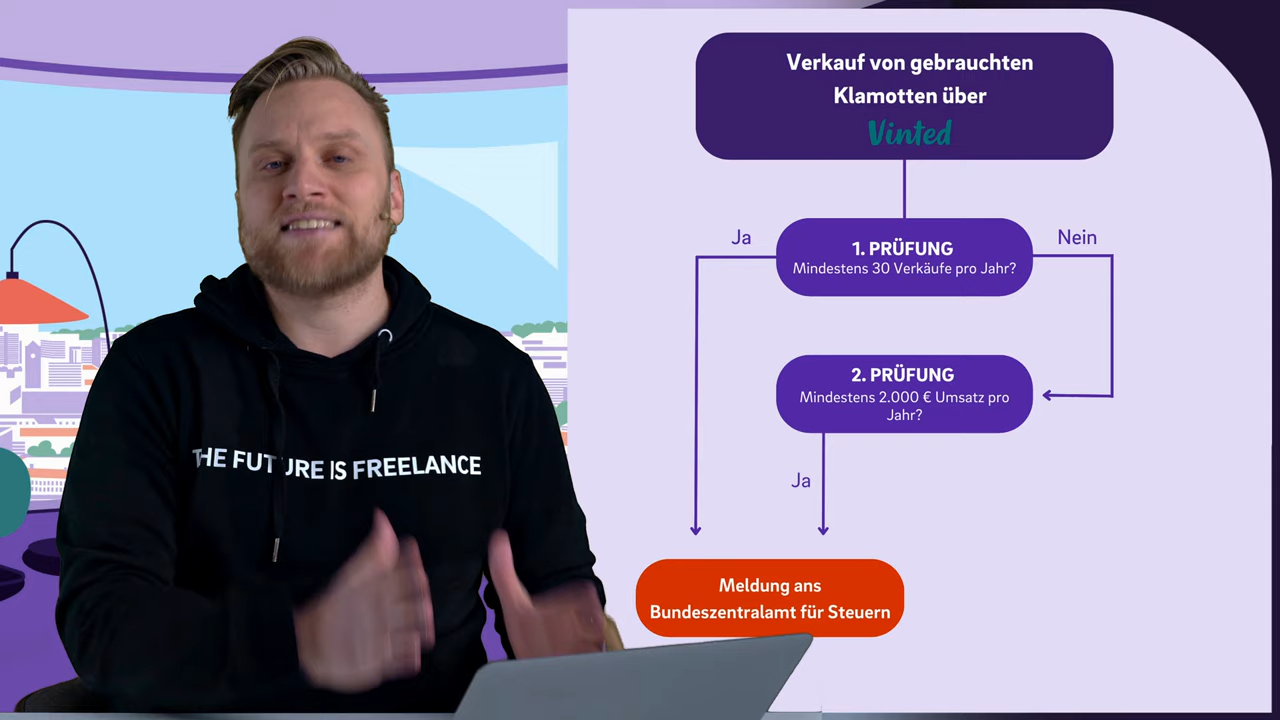 Verkauf von gebrauchten
Klamotten über
Vinted
Ja
1. PRÜFUNG
Mindestens 30 Verkäufe pro Jahr?
Nein
2. PRÜFUNG
Mindestens 2.000 € Umsatz pro
Jahr?
Ja
Meldung ans
Bundeszentralamt für Steuern
THE FUTURE IS FREELANCE